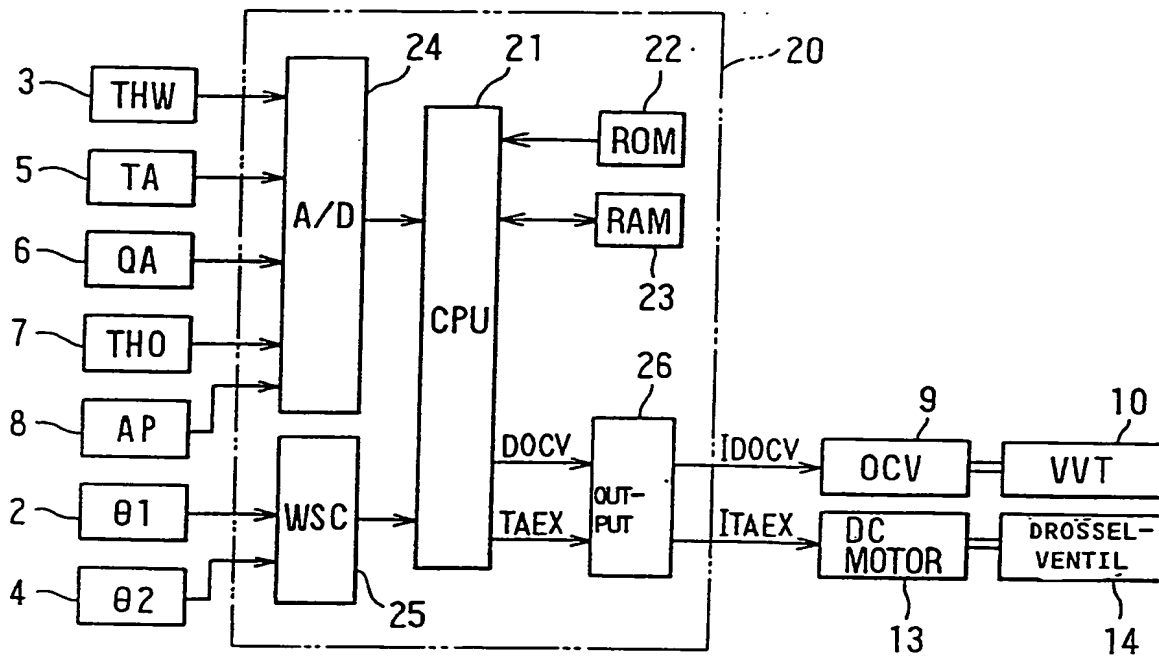 24
21
22
20
3
THW
ROM
5
TA
A/D
RAM
6
QA
23
CPU
7
THO
26
8
AP
9
10
DOCV
IDOCV
OCV
VVT
OUT-
PUT
2
θ1
WSC
TAEX
ITAEX
DC
MOTOR
DROSSEL-
VENTIL
4
θ2
25
13
14